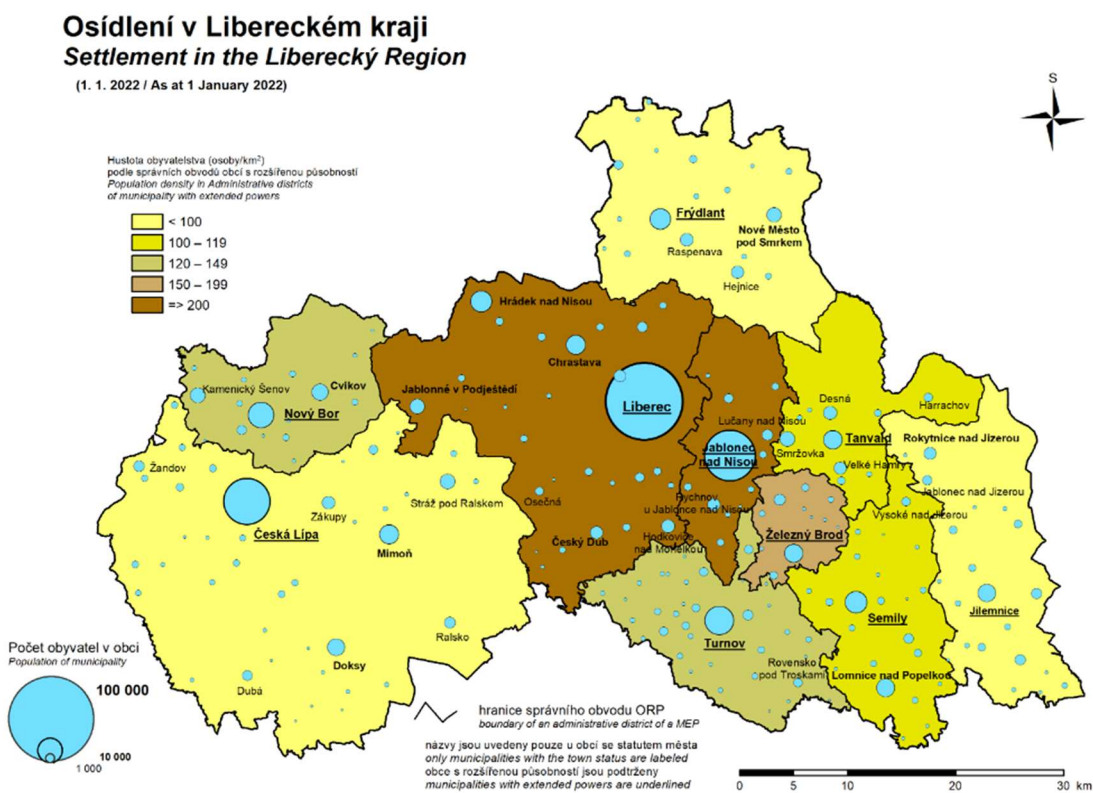 Osídlení v Libereckém kraji
Settlement in the Liberecký Region
(1. 1. 2022 / As at 1 January 2022)
S
Hustota obyvatelstva (osoby/km²)
podle správních obvodů obcí s rozšířenou působností
Population density in Administrative districts
of municipality with extended powers
< 100
100 – 119
120 – 149
150 – 199
=> 200
Frýdlant
Nové Město
pod Smrkem
Raspenava
Hejnice
Hrádek nad Nisou
Chrastava
Kamenický Šenov
Cvikov
Jablonné v Podještědí
Nový Bor
Liberec
Desná
Harrachov
Lučany nad Nisou
Tanvald
Rokytnice nad Jizerou
Smržovka
Jablonec
nad Nisou
Velké Hamry
Žandov
Jablonec nad Jizerou
Stráž pod Ralskem
Osečná
Rychnov
u Jablonce nad Nisou
Vysoké nad Jizerou
Zákupy
Česká Lípa
Mimoň
Český Dub
Hodkovice
nad Mohelkou
Železný Brod
Jilemnice
Semily
Turnov
Ralsko
Doksy
Dubá
Rovensko
pod Troskami
Lomnice nad Popelkou
Počet obyvatel v obci
Population of municipality
100 000
10 000
1 000
hranice správního obvodu ORP
boundary of an administrative district of a MEP
názvy jsou uvedeny pouze u obcí se statutem města
only municipalities with the town status are labeled
obce s rozšířenou působností jsou podtrženy
municipalities with extended powers are underlined
0 5 10 20 30 km